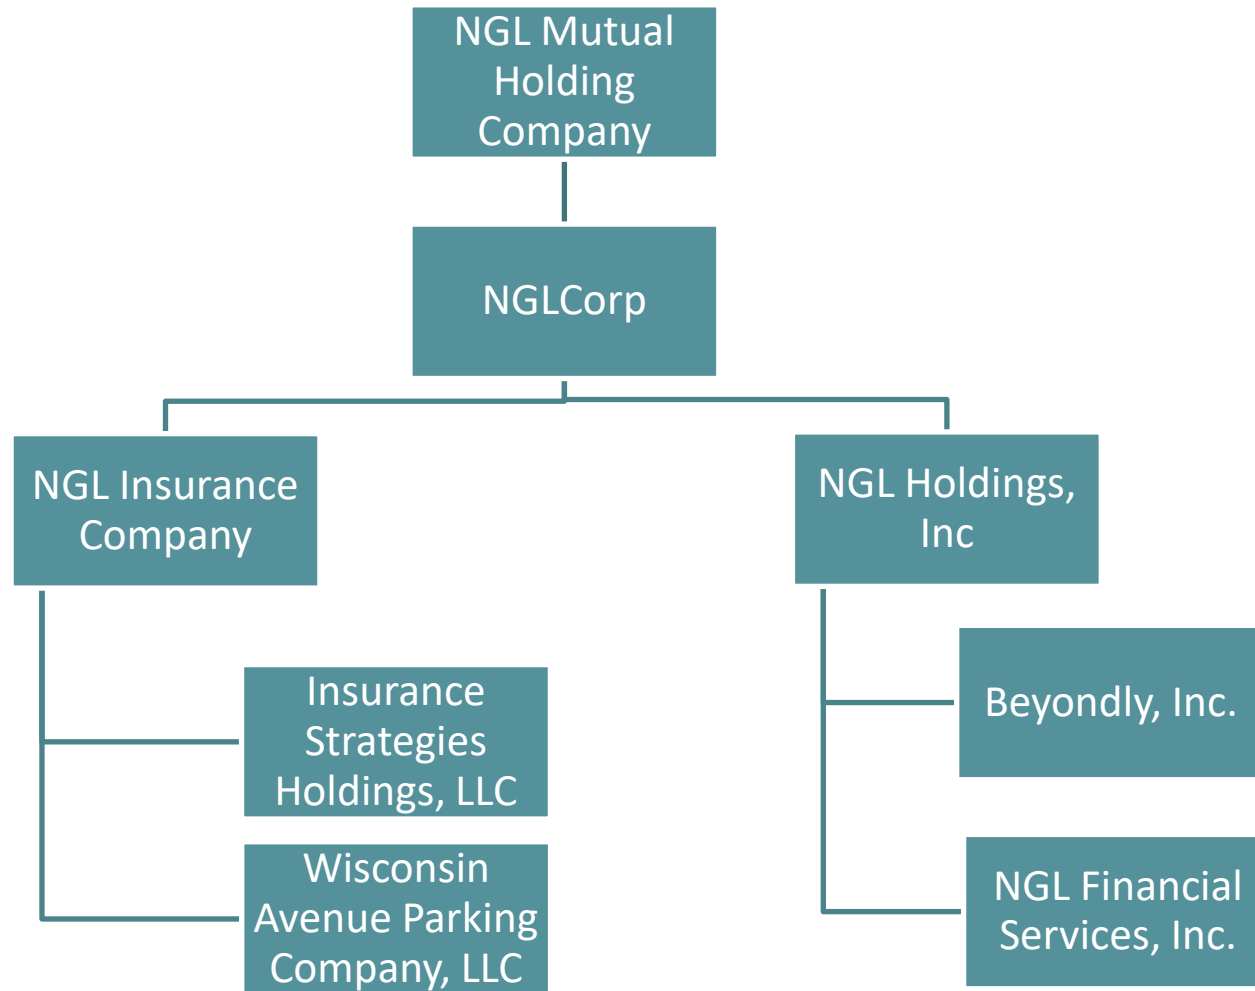 NGL Mutual
Holding
Company
NGLCorp
NGL Insurance
Company
NGL Holdings,
Inc
Insurance
Strategies
Holdings, LLC
Beyondly, Inc.
Wisconsin
Avenue Parking
Company, LLC
NGL Financial
Services, Inc.